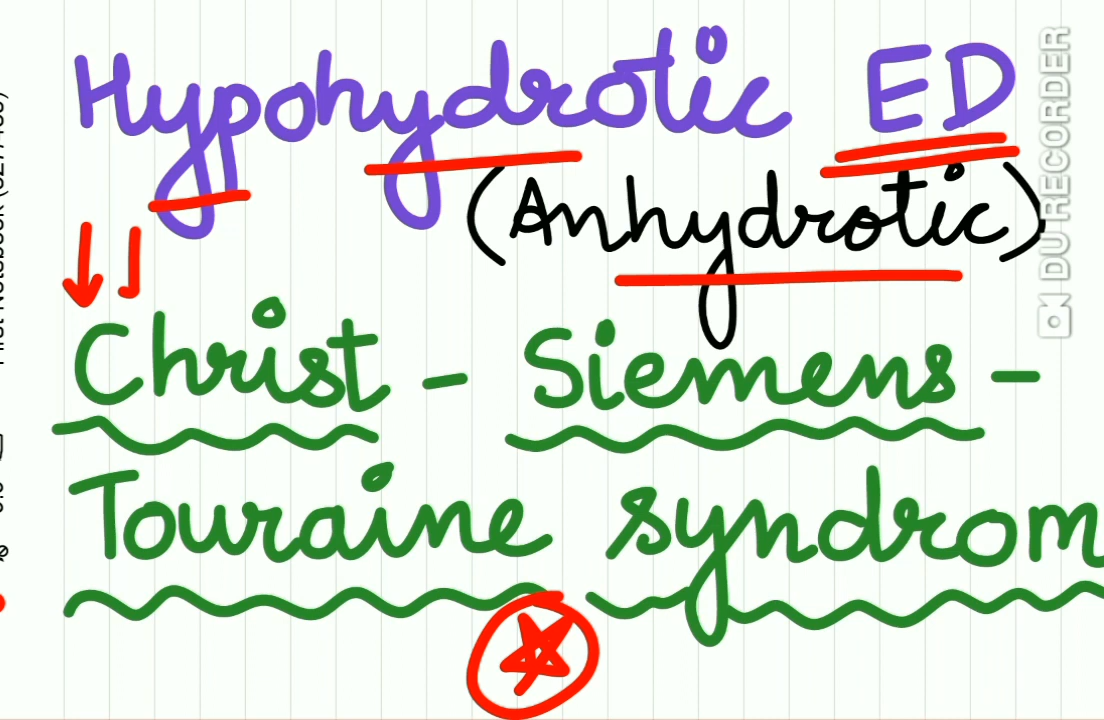 Hypohydrotic ED
(Anhydrotic)
Christ - Siemens -
Touraine syndrom
DU RECORDER